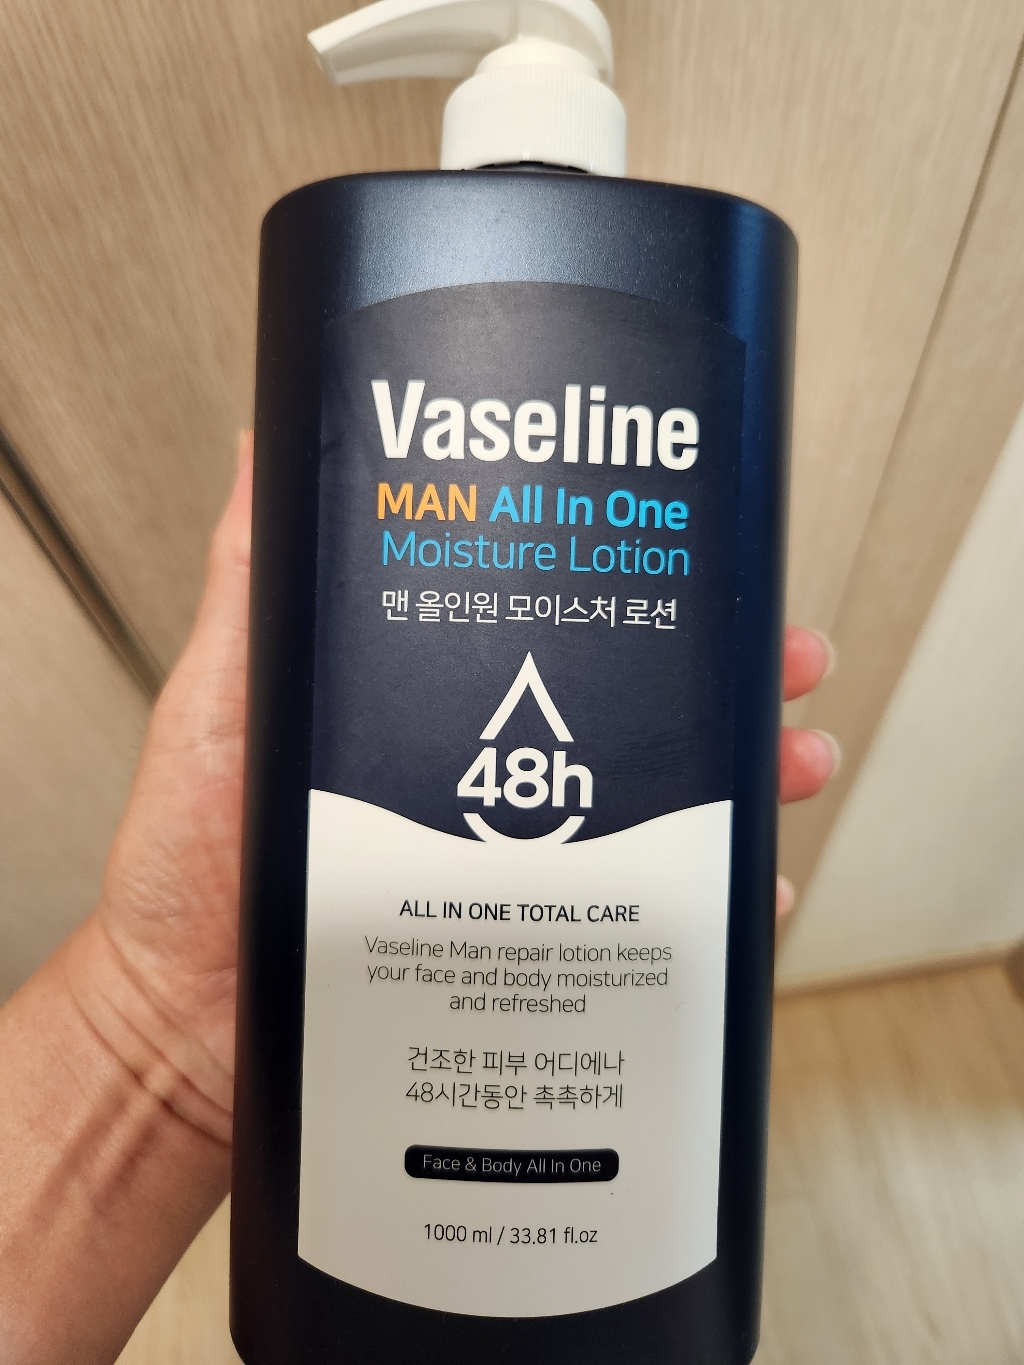 Vaseline
MAN All In One
Moisture Lotion
맨 올인원 모이스처 로션
48h
ALL IN ONE TOTAL CARE
Vaseline Man repair lotion keeps
your face and body moisturized
and refreshed
건조한 피부 어디에나
48시간동안 촉촉하게
Face & Body All In One
1000 ml / 33.81 fl.oz